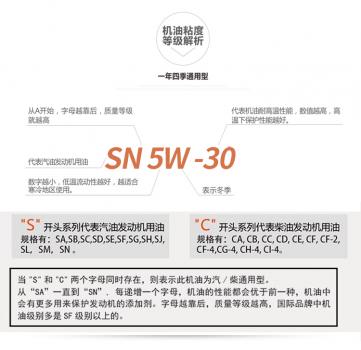 机油粘度
等级解析
一年四季通用型
从A开始，字母越靠后，质量等级
就越高
代表机油耐高温性能，数值越高，高
温下保护性能越好。
代表汽油发动机用油
SN 5W -30
数字越小，低温流动性越好，越适合
寒冷地区使用。
表示冬季
"S" 开头系列代表汽油发动机用油
规格有：SA,SB,SC,SD,SE,SF,SG,SH,SJ,
SL，SM，SN 。
"C" 开头系列代表柴油发动机用油
规格有：CA, CB, CC, CD, CE, CF, CF-2,
CF-4,CG-4, CH-4, CI-4。
当 "S" 和 "C" 两个字母同时存在，则表示此机油为汽／柴通用型。
从 “SA” 一直到 “SN”．每递增一个字母，机油的性能都会优于前一种，机油中
会有更多用来保护发动机的添加剂。字母越靠后，质量等级越高，国际品牌中机
油级别多是 SF 级别以上的。